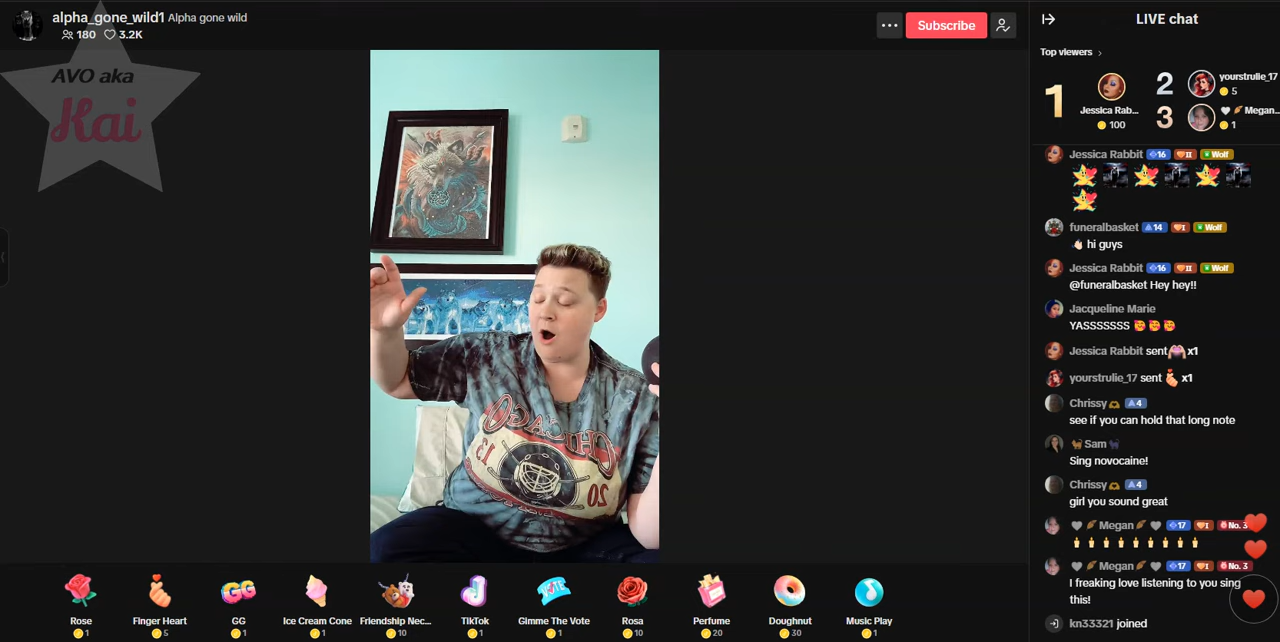 alpha_gone_wild1 Alpha gone wild
180 3.2K
Subscribe
AVO aka
Kai
LIVE chat
Top viewers
1
Jessica Rab...
100
2
yourstrulie_17
5
3
Megan...
1
Jessica Rabbit 16 II Wolf
funeralbasket 14 I Wolf
hi guys
Jessica Rabbit 16 II Wolf
@funeralbasket Hey hey!!
Jacqueline Marie
YASSSSSSS
Jessica Rabbit sent x1
yourstrulie_17 sent x1
Chrissy 4
see if you can hold that long note
Sam
Sing novocaine!
Chrissy 4
girl you sound great
Megan 17 I No. 3
Megan 17 I No. 3
I freaking love listening to you sing
this!
kn33321 joined
CHICAGO
13
20
Rose
1
Finger Heart
5
GG
GG
1
Ice Cream Cone
1
Friendship Nec...
10
TikTok
1
VOTE
Gimme The Vote
1
Rosa
10
Perfume
20
Doughnut
30
Music Play
1